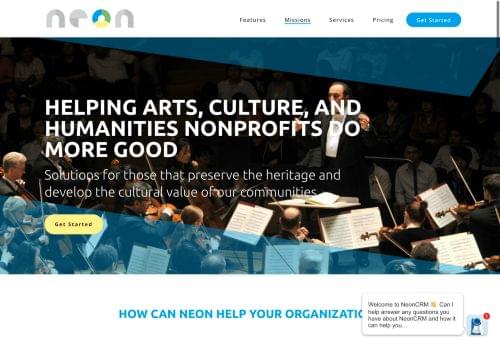 neon
Features Missions Services Pricing Get Started
HELPING ARTS, CULTURE, AND
HUMANITIES NONPROFITS DO
MORE GOOD
Solutions for those that preserve the heritage and
develop the cultural value of our communities
Get Started
HOW CAN NEON HELP YOUR ORGANIZATIO
Welcome to NeonCRM 👋 Can I
help answer any questions you
have about NeonCRM and how it
can help you...
1